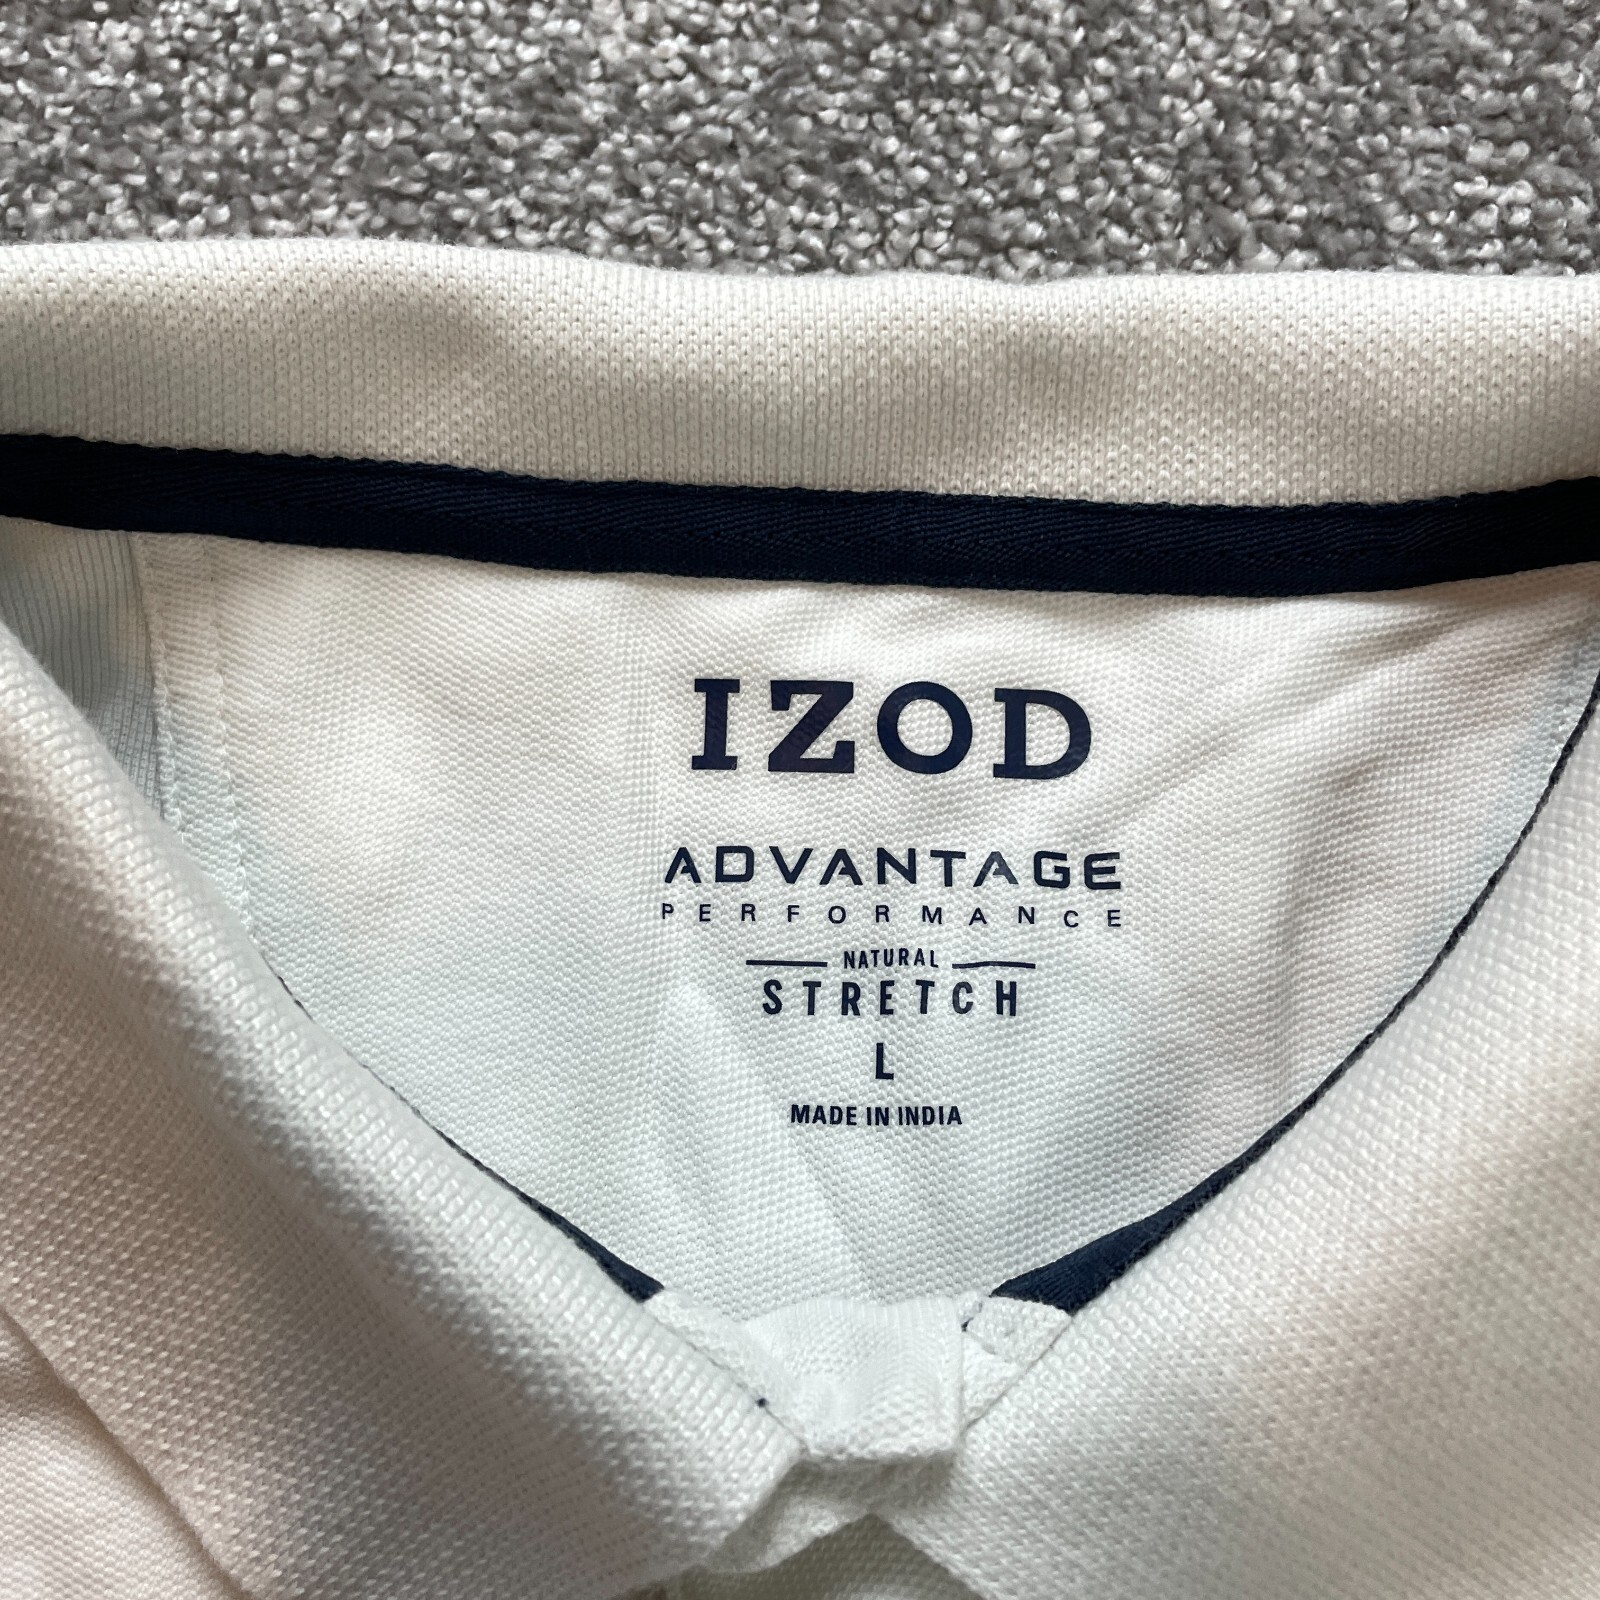 IZOD
ADVANTAGE
PERFORMANCE
NATURAL
STRETCH
L
MADE IN INDIA